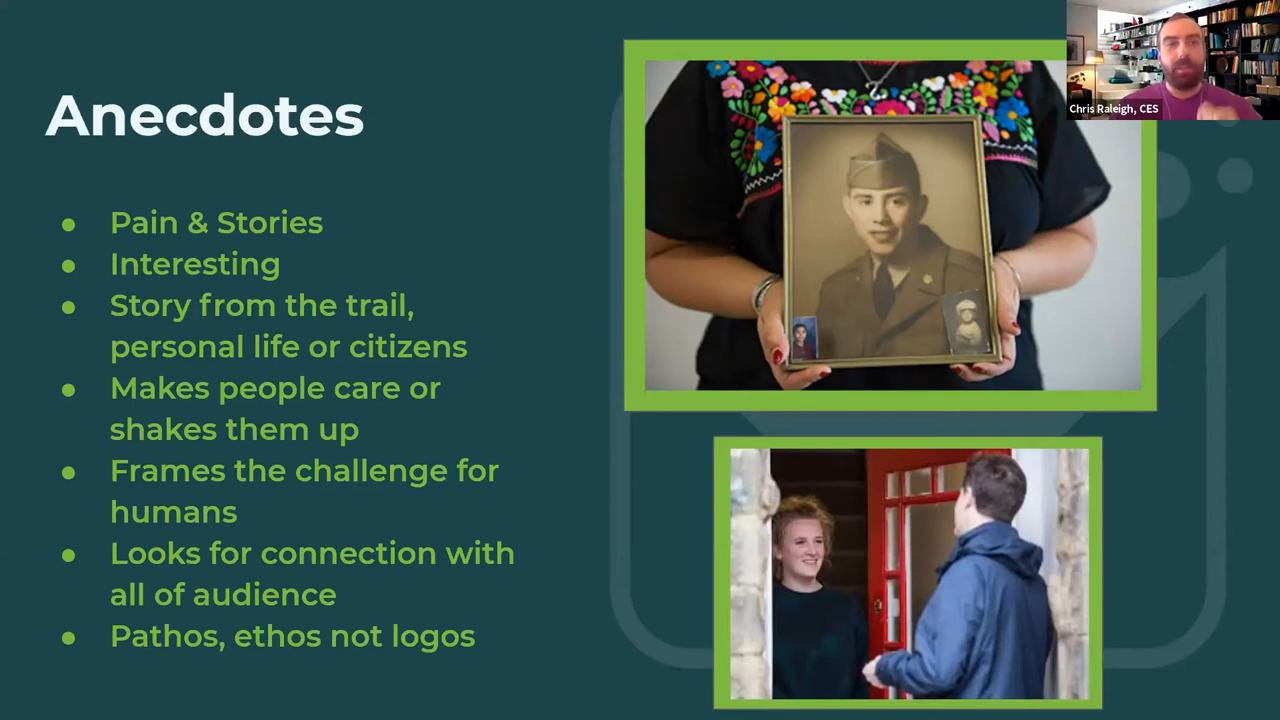 Anecdotes
● Pain & Stories
● Interesting
● Story from the trail,
personal life or citizens
● Makes people care or
shakes them up
● Frames the challenge for
humans
● Looks for connection with
all of audience
● Pathos, ethos not logos
Chris Raleigh, CES